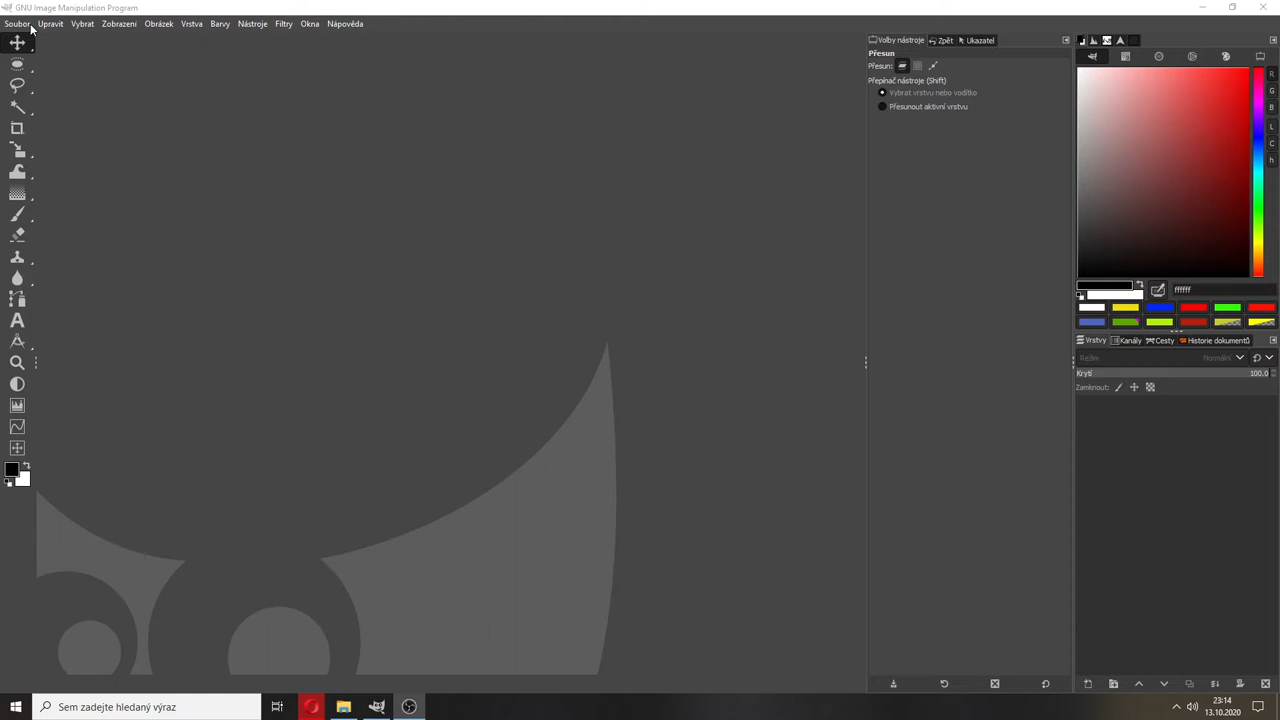 GNU Image Manipulation Program
Soubor Upravit Vybrat Zobrazení Obrázek Vrstva Barvy Nástroje Filtry Okna Nápověda
Volby nástroje Zpět Ukazatel
Přesun
Přesun:
Přepínač nástroje (Shift)
Vybrat vrstvu nebo vodítko
Přesunout aktivní vrstvu
R
G
B
L
C
h
ffffff
Vrstvy Kanály Cesty Historie dokumentů
Režim Normální
Krytí 100.0
Zamknout:
Sem zadejte hledaný výraz
23:14
13.10.2020